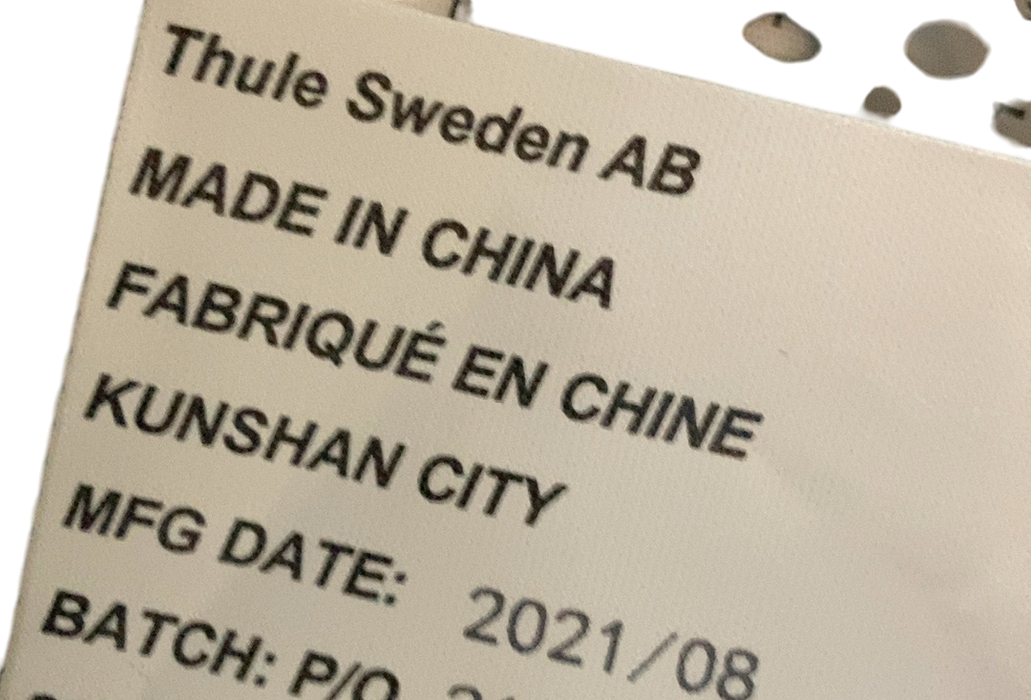 Thule Sweden AB
MADE IN CHINA
FABRIQUÉ EN CHINE
KUNSHAN CITY
MFG DATE: 2021/08
BATCH: P/O